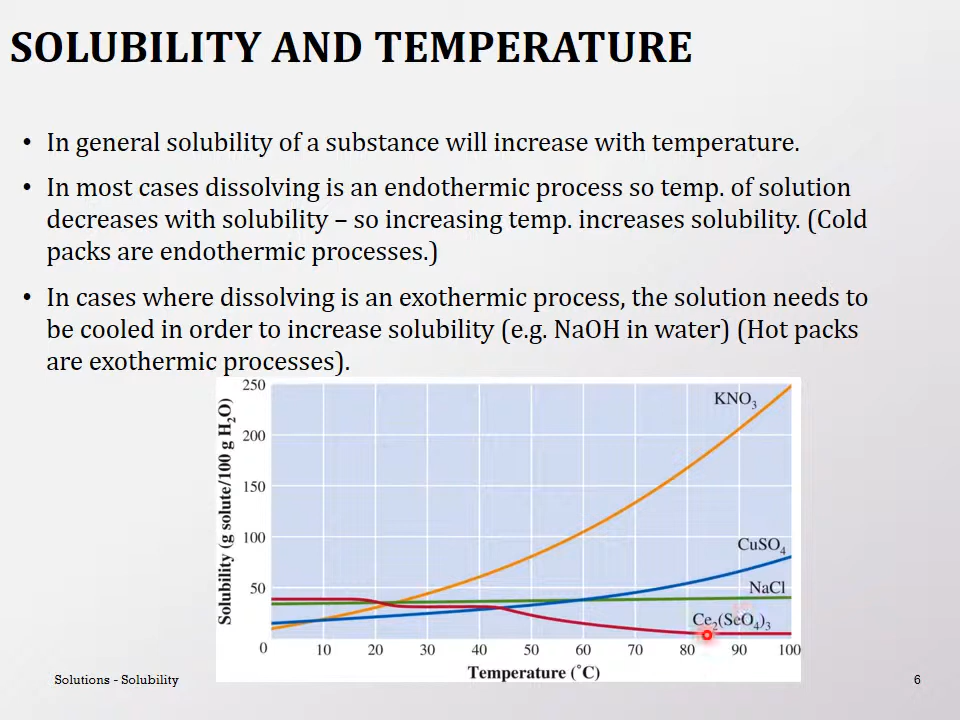 SOLUBILITY AND TEMPERATURE
• In general solubility of a substance will increase with temperature.
• In most cases dissolving is an endothermic process so temp. of solution
decreases with solubility – so increasing temp. increases solubility. (Cold
packs are endothermic processes.)
• In cases where dissolving is an exothermic process, the solution needs to
be cooled in order to increase solubility (e.g. NaOH in water) (Hot packs
are exothermic processes).
Solubility (g solute/100 g H₂O)
250
200
150
100
50
0
KNO₃
CuSO₄
NaCl
Ce₂(SeO₄)₃
10 20 30 40 50 60 70 80 90 100
Temperature (˚C)
Solutions - Solubility
6